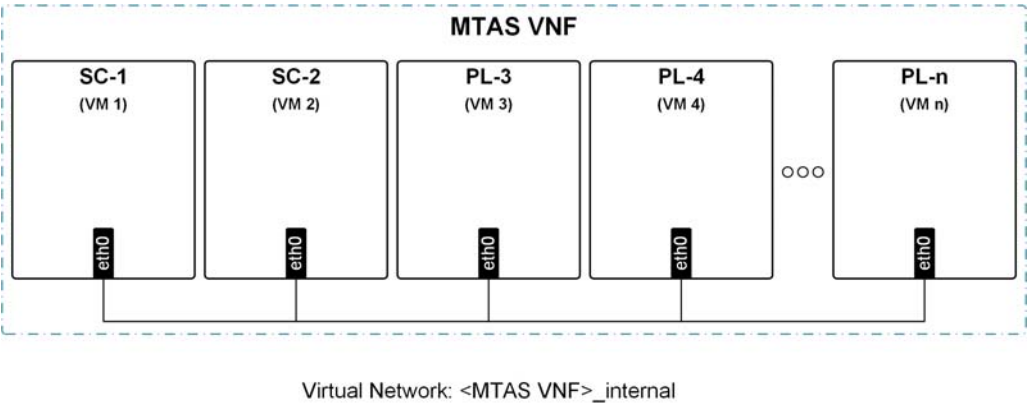 MTAS VNF
SC-1
(VM 1)
eth0
SC-2
(VM 2)
eth0
PL-3
(VM 3)
eth0
PL-4
(VM 4)
eth0
PL-n
(VM n)
eth0
Virtual Network: <MTAS VNF>_internal